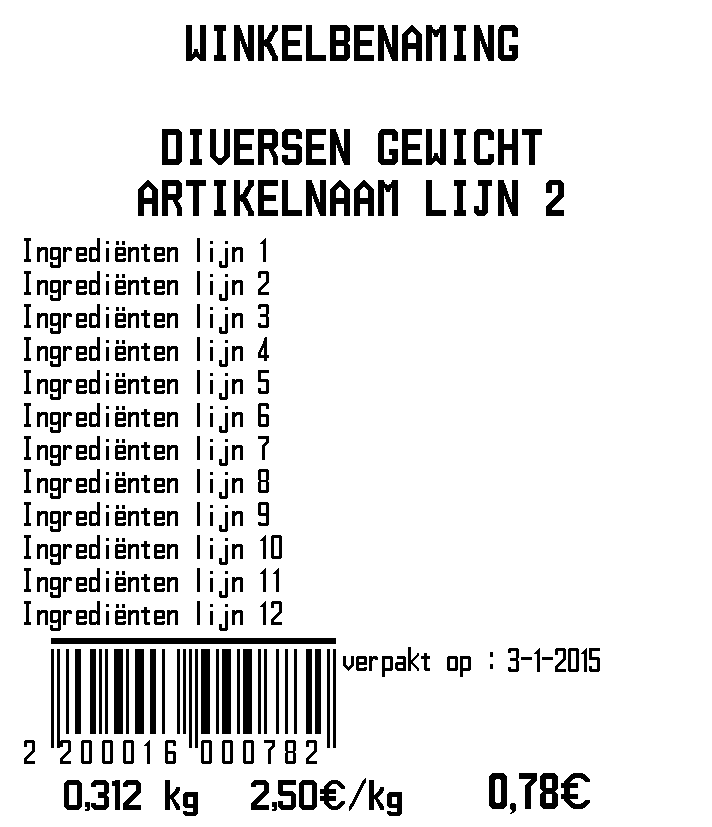 WINKELBENAMING
DIVERSEN GEWICHT
ARTIKELNAAM LIJN 2
Ingrediënten lijn 1
Ingrediënten lijn 2
Ingrediënten lijn 3
Ingrediënten lijn 4
Ingrediënten lijn 5
Ingrediënten lijn 6
Ingrediënten lijn 7
Ingrediënten lijn 8
Ingrediënten lijn 9
Ingrediënten lijn 10
Ingrediënten lijn 11
Ingrediënten lijn 12
verpakt op : 3-1-2015
2 200016 000782
0,312 kg 2,50€/kg 0,78€